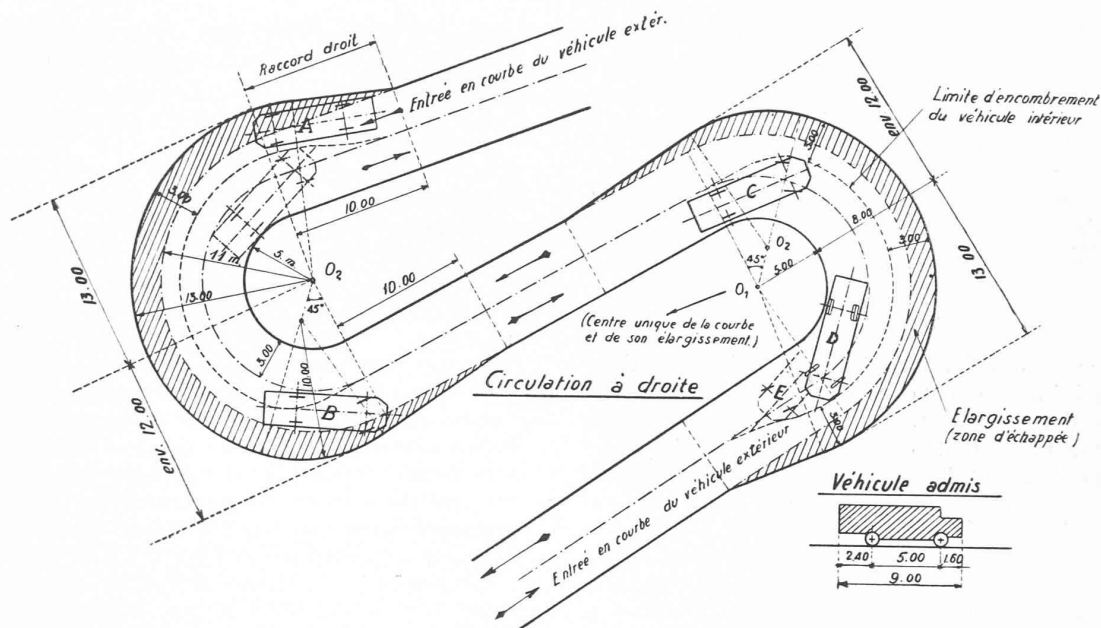 Raccord droit
Entrée en courbe du véhicule extér.
A
10.00
3.00
11 m
5. m
O₂
13.00
45°
13.00
10.00
3.00
10.00
B
env. 12.00
env. 12.00
Limite d'encombrement
du véhicule intérieur
3.00
C
8.00
O₂
45°
5.00
3.00
13.00
O₁
(Centre unique de la courbe
et de son élargissement.)
D
E
Circulation à droite
3.00
Elargissement
(zone d'échappée)
Entrée en courbe du véhicule extérieur
Véhicule admis
2.40 5.00 1.60
9.00